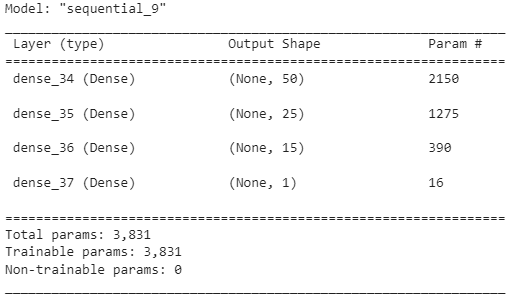 Model: "sequential_9"
Layer (type) Output Shape Param #
dense_34 (Dense) (None, 50) 2150
dense_35 (Dense) (None, 25) 1275
dense_36 (Dense) (None, 15) 390
dense_37 (Dense) (None, 1) 16
Total params: 3,831
Trainable params: 3,831
Non-trainable params: 0